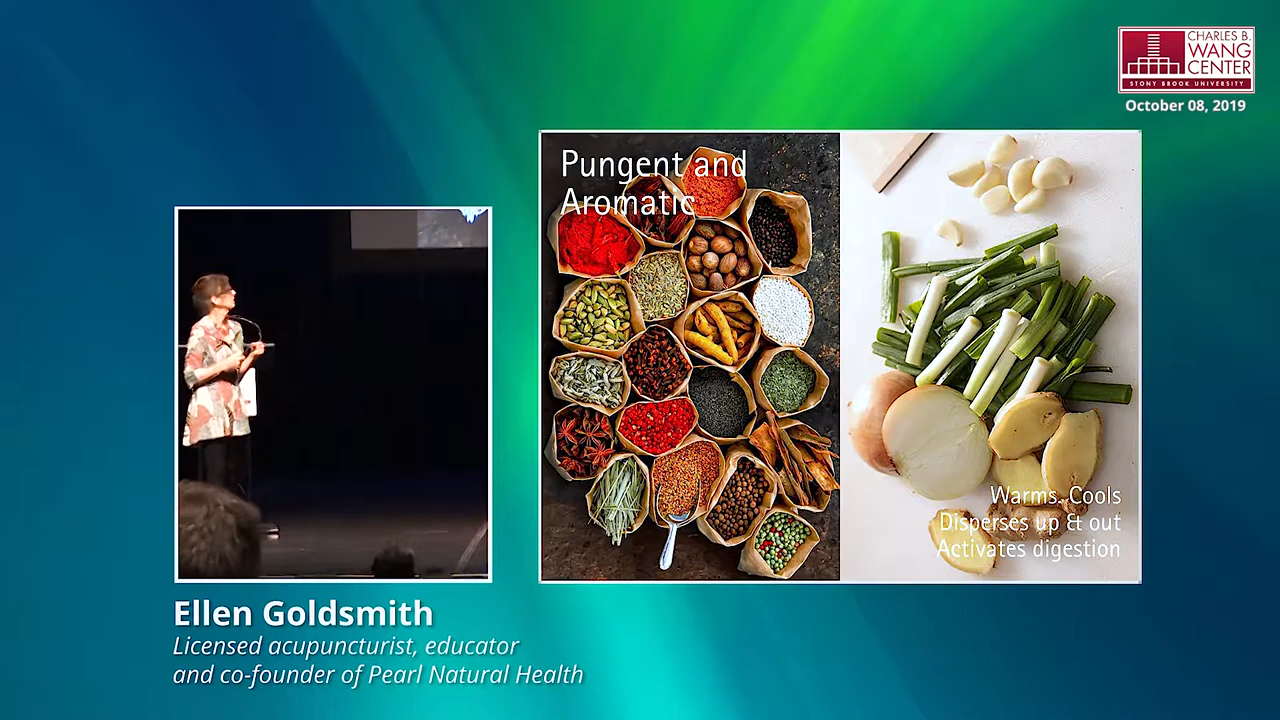 CHARLES B.
WANG
CENTER
STONY BROOK UNIVERSITY
October 08, 2019
Pungent and
Aromatic
Warms. Cools
Disperses up & out
Activates digestion
Ellen Goldsmith
Licensed acupuncturist, educator
and co-founder of Pearl Natural Health